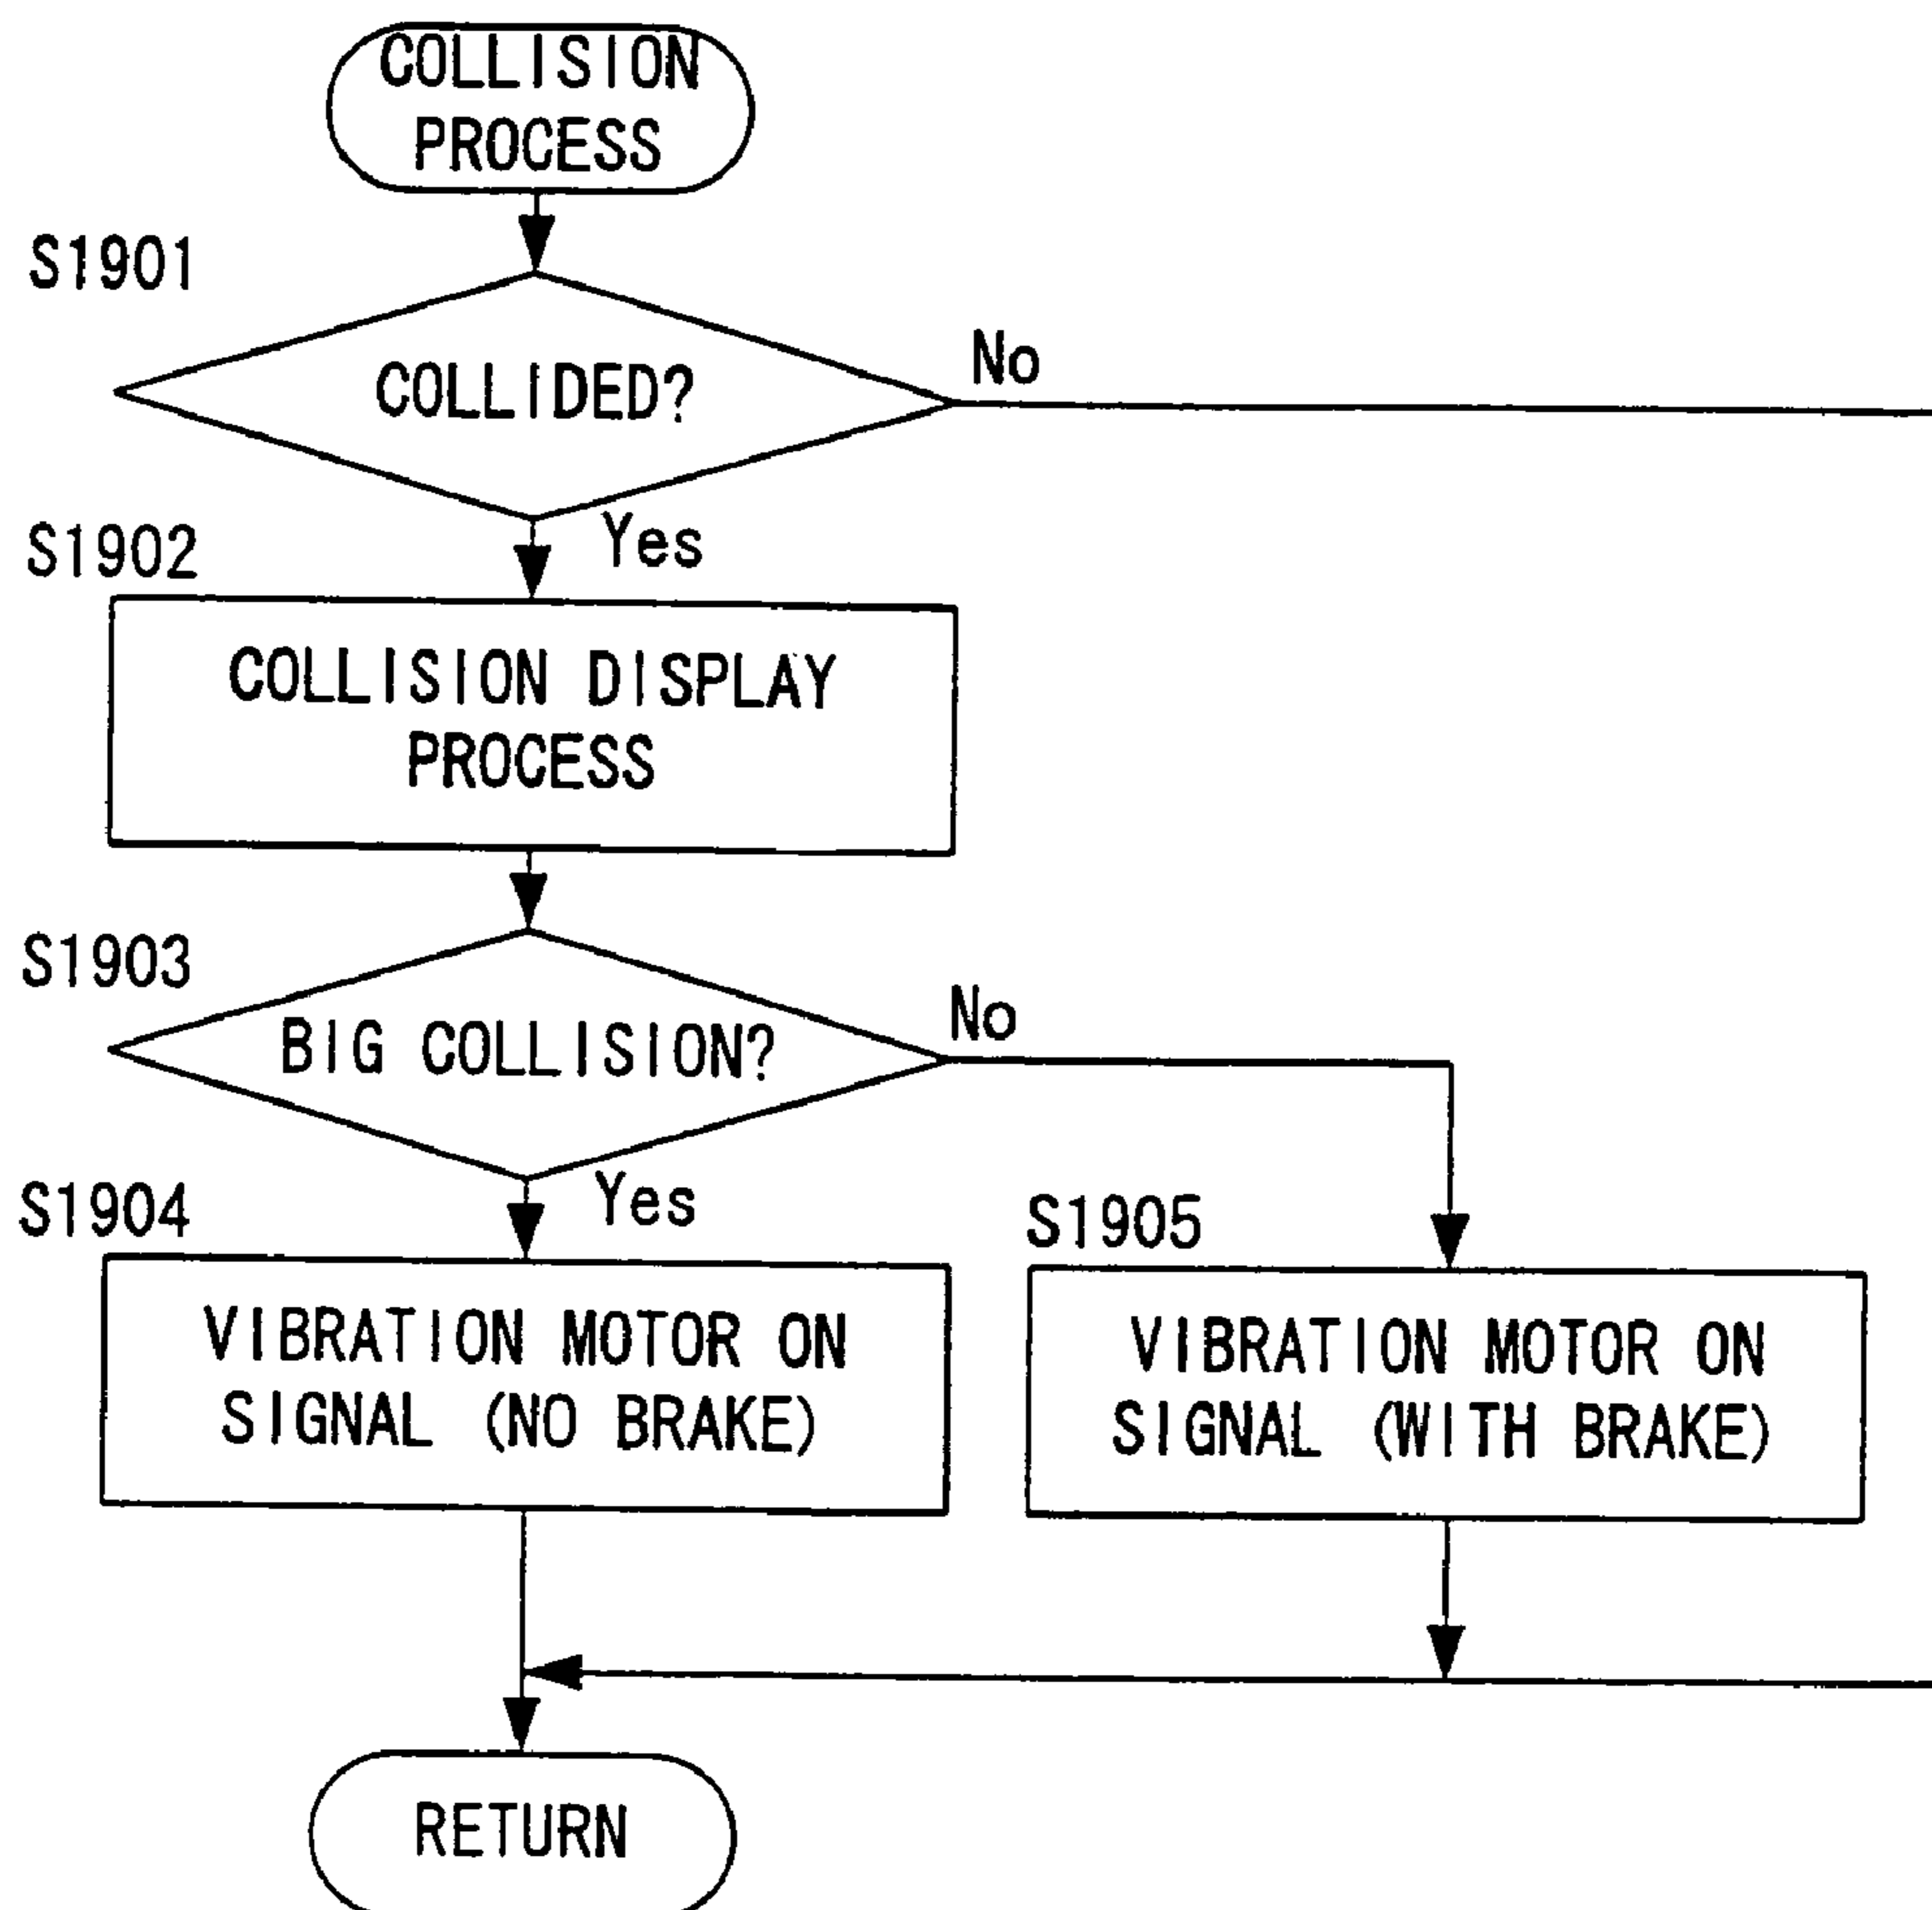 COLLISION
PROCESS
S1901
COLLIDED?
No
Yes
S1902
COLLISION DISPLAY
PROCESS
S1903
BIG COLLISION?
No
Yes
S1904
VIBRATION MOTOR ON
SIGNAL (NO BRAKE)
S1905
VIBRATION MOTOR ON
SIGNAL (WITH BRAKE)
RETURN